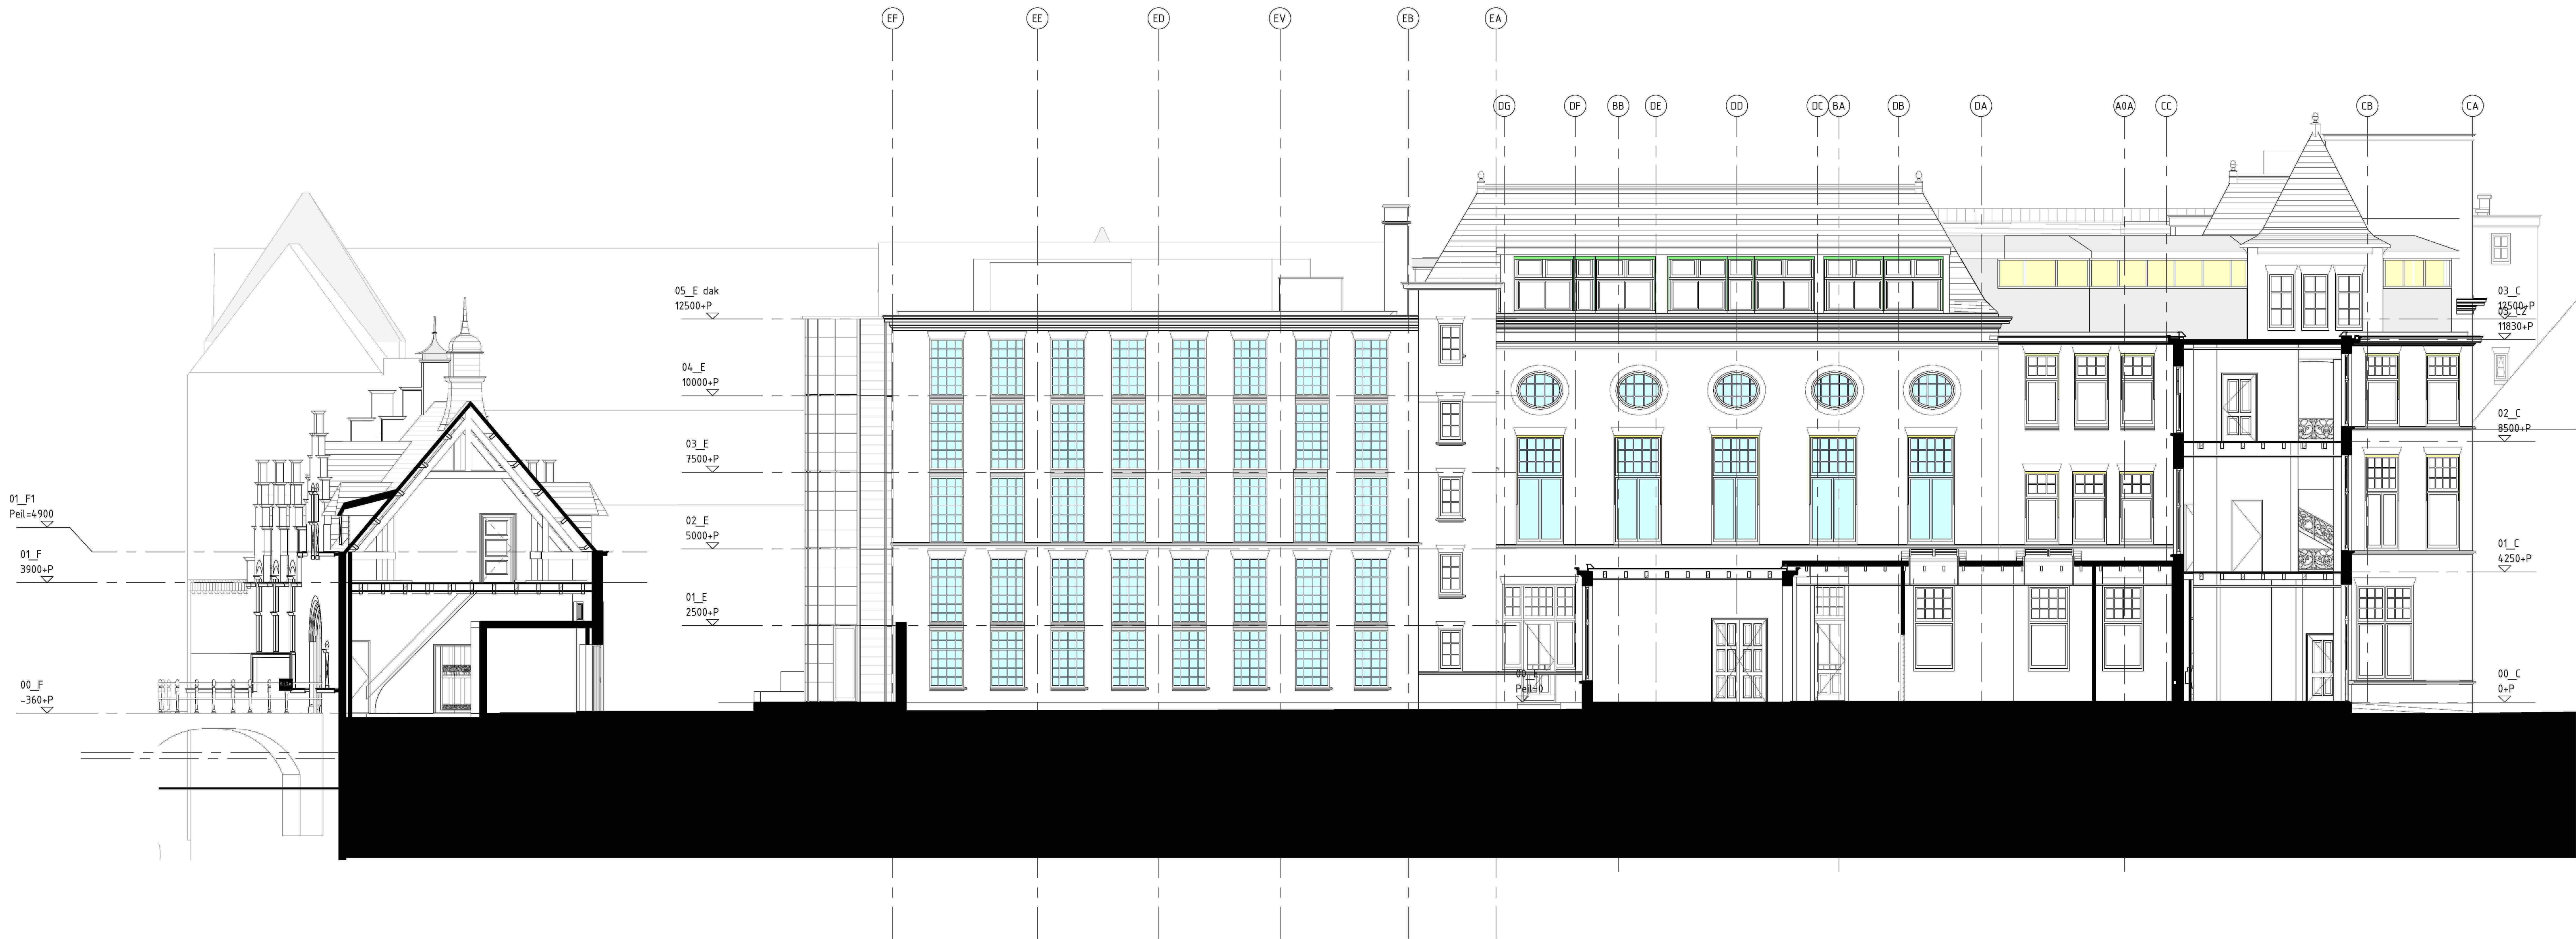 EF
EE
ED
EV
EB
EA
DG
DF
BB
DE
DD
DC
BA
DB
DA
A0A
CC
CB
CA
05_E dak
12500+P
04_E
10000+P
03_E
7500+P
02_E
5000+P
01_E
2500+P
00_E
Peil=0
01_F1
Peil=4900
01_F
3900+P
00_F
-360+P
03_C
12500+P
11830+P
02_C
8500+P
01_C
4250+P
00_C
0+P